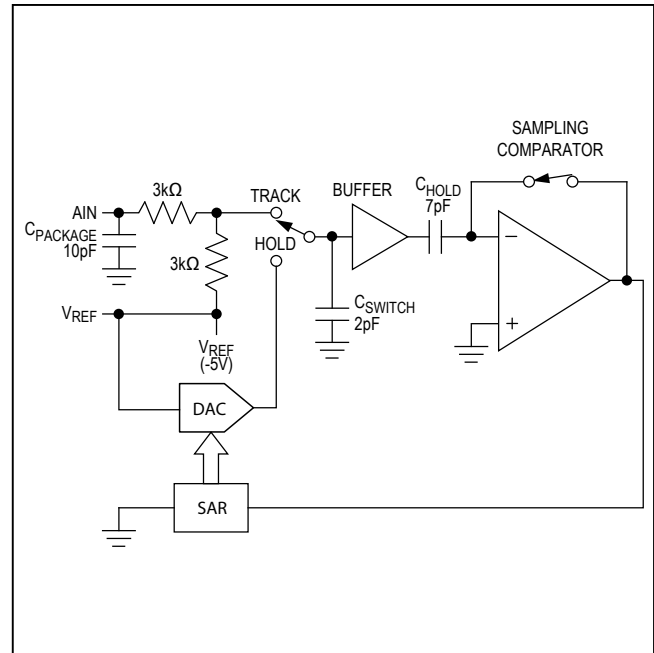 SAMPLING
COMPARATOR
3kΩ
TRACK
BUFFER
CHOLD
7pF
AIN
CPACKAGE
10pF
HOLD
−
3kΩ
CSWITCH
2pF
+
VREF
VREF
(-5V)
DAC
SAR